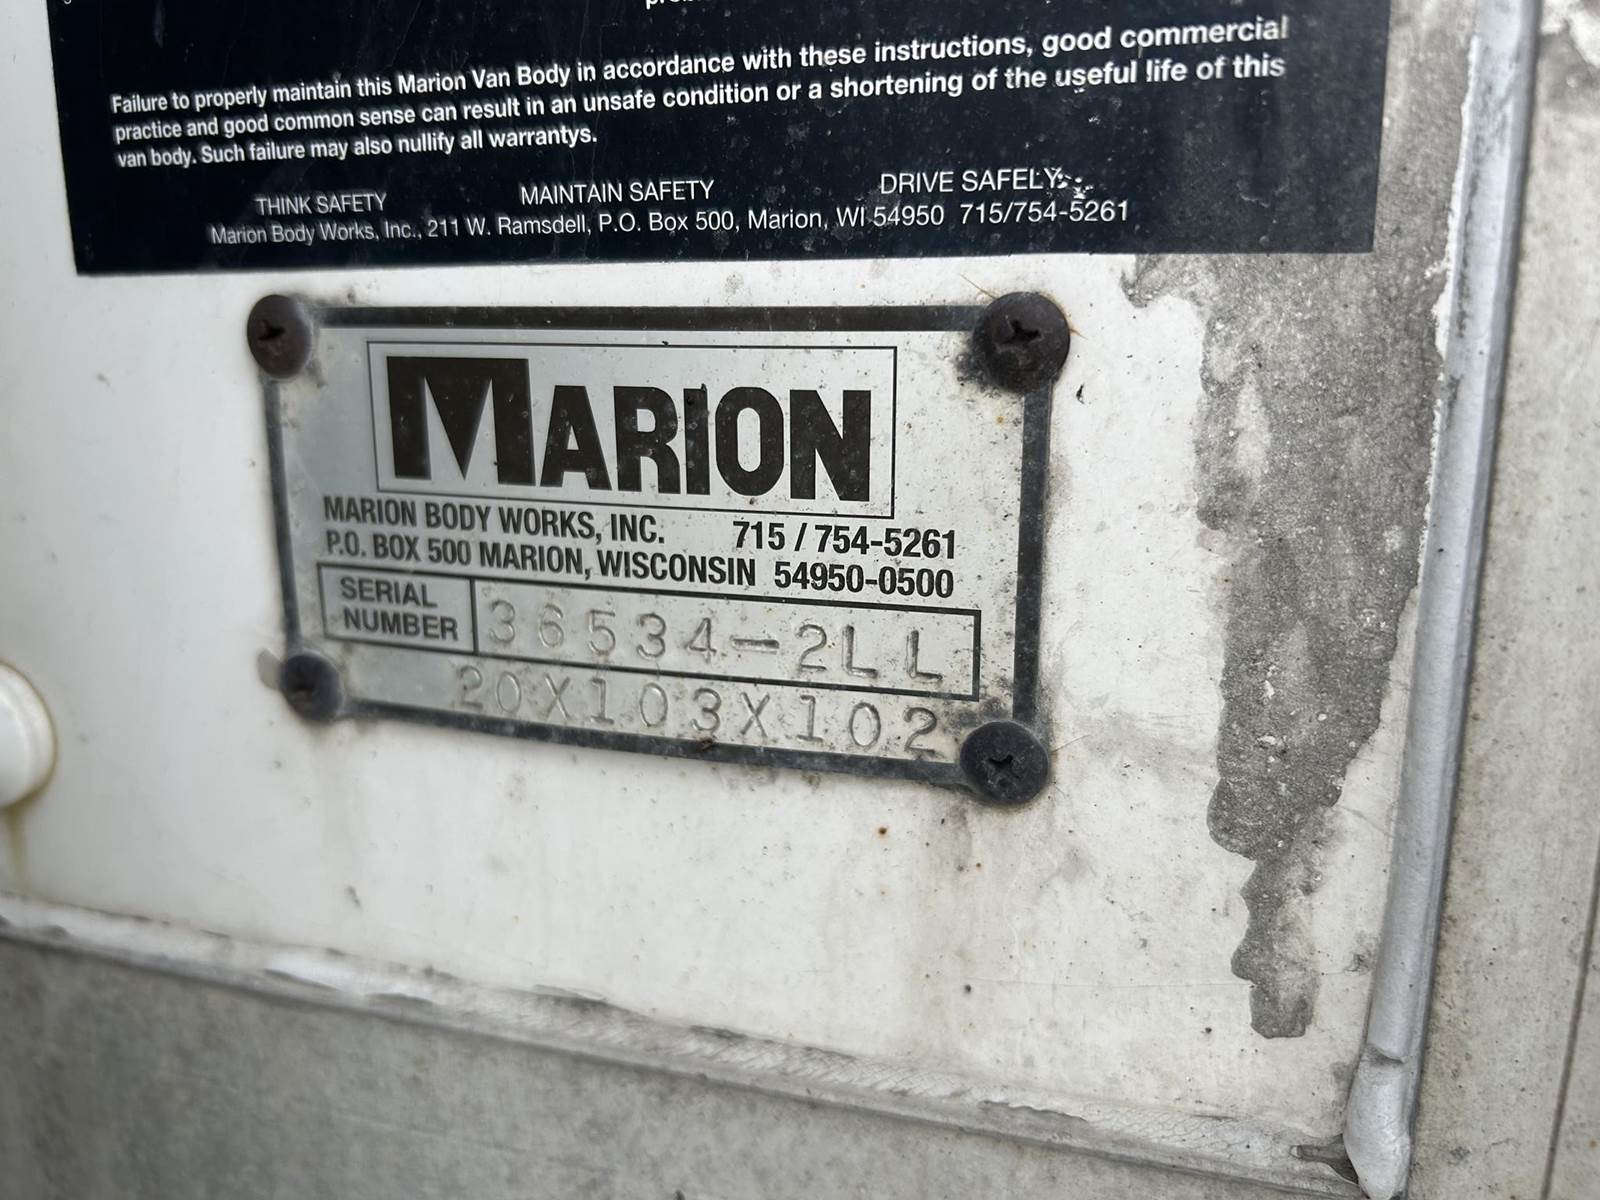 Failure to properly maintain this Marion Van Body in accordance with these instructions, good commercial
practice and good common sense can result in an unsafe condition or a shortening of the useful life of this
van body. Such failure may also nullify all warrantys.
THINK SAFETY MAINTAIN SAFETY DRIVE SAFELY
Marion Body Works, Inc., 211 W. Ramsdell, P.O. Box 500, Marion, WI 54950 715/754-5261
MARION
MARION BODY WORKS, INC. 715 / 754-5261
P.O. BOX 500 MARION, WISCONSIN 54950-0500
SERIAL
NUMBER 36534-2LL
20X103X102